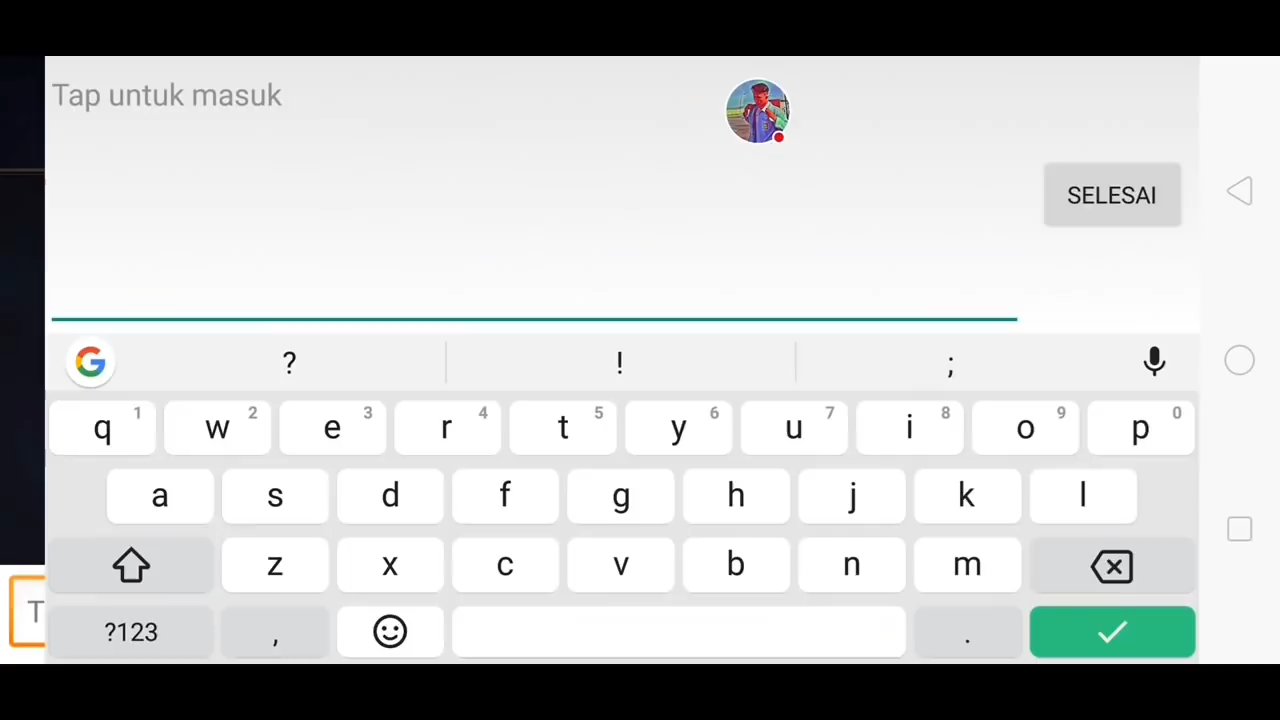 Tap untuk masuk
SELESAI
? ! ;
q 1 w 2 e 3 r 4 t 5 y 6 u 7 i 8 o 9 p 0
a s d f g h j k l
z x c v b n m
T
?123 , .